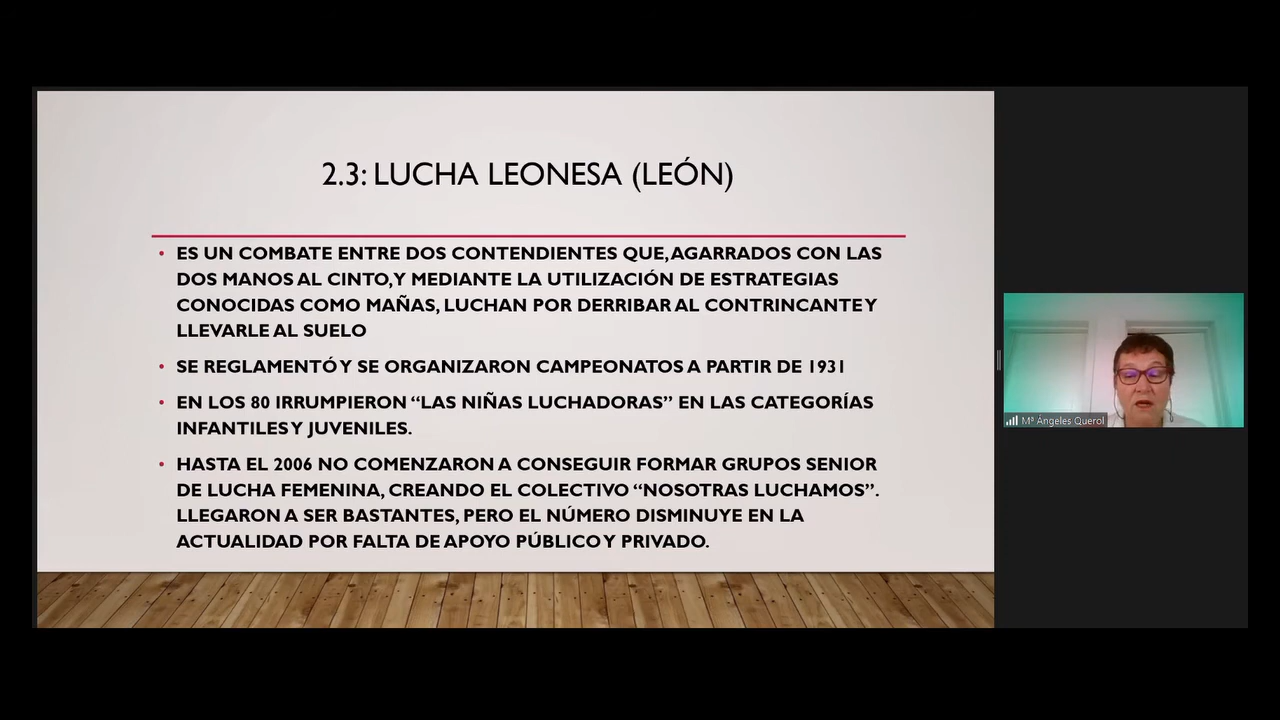 2.3: LUCHA LEONESA (LEÓN)
• ES UN COMBATE ENTRE DOS CONTENDIENTES QUE, AGARRADOS CON LAS
DOS MANOS AL CINTO, Y MEDIANTE LA UTILIZACIÓN DE ESTRATEGIAS
CONOCIDAS COMO MAÑAS, LUCHAN POR DERRIBAR AL CONTRINCANTE Y
LLEVARLE AL SUELO
• SE REGLAMENTÓ Y SE ORGANIZARON CAMPEONATOS A PARTIR DE 1931
• EN LOS 80 IRRUMPIERON “LAS NIÑAS LUCHADORAS” EN LAS CATEGORÍAS
INFANTILES Y JUVENILES.
• HASTA EL 2006 NO COMENZARON A CONSEGUIR FORMAR GRUPOS SENIOR
DE LUCHA FEMENINA, CREANDO EL COLECTIVO “NOSOTRAS LUCHAMOS”.
LLEGARON A SER BASTANTES, PERO EL NÚMERO DISMINUYE EN LA
ACTUALIDAD POR FALTA DE APOYO PÚBLICO Y PRIVADO.
Mª Ángeles Querol